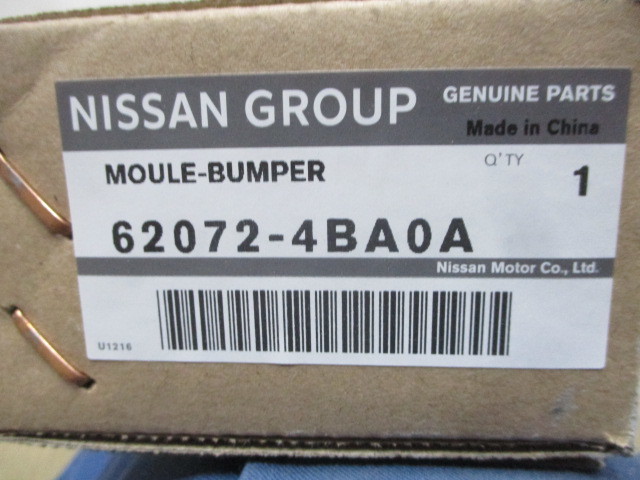 NISSAN GROUP GENUINE PARTS
Made in China
MOULE-BUMPER Q'TY 1
62072-4BA0A
Nissan Motor Co., Ltd.
U1216